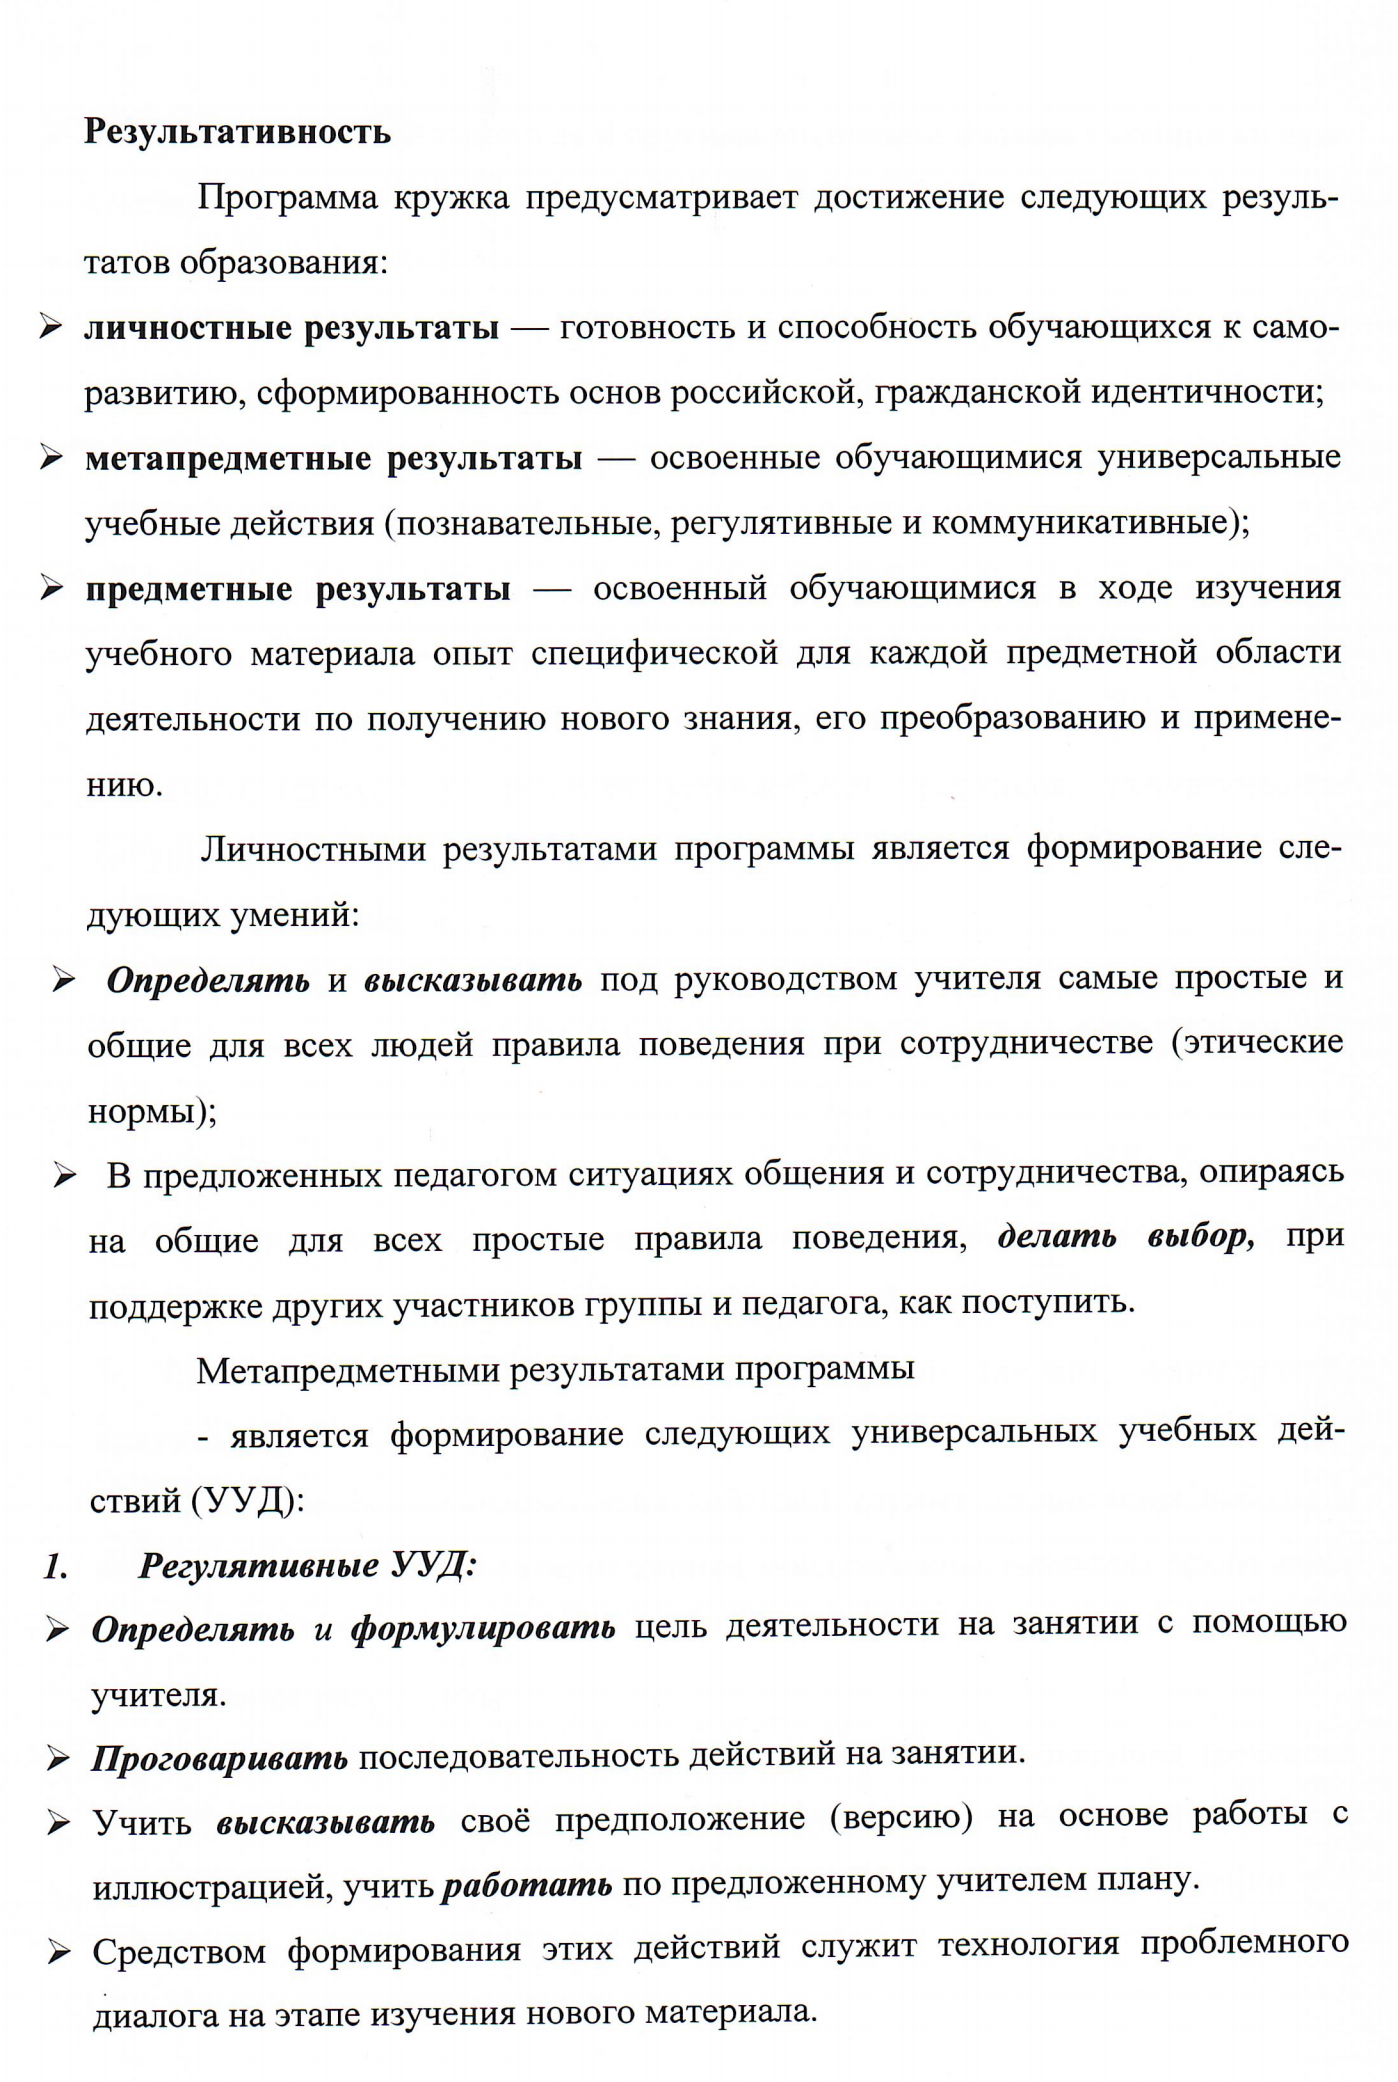 Результативность
Программа кружка предусматривает достижение следующих резуль-
татов образования:
➢ личностные результаты — готовность и способность обучающихся к само-
развитию, сформированность основ российской, гражданской идентичности;
➢ метапредметные результаты — освоенные обучающимися универсальные
учебные действия (познавательные, регулятивные и коммуникативные);
➢ предметные результаты — освоенный обучающимися в ходе изучения
учебного материала опыт специфической для каждой предметной области
деятельности по получению нового знания, его преобразованию и примене-
нию.
Личностными результатами программы является формирование сле-
дующих умений:
➢ Определять и высказывать под руководством учителя самые простые и
общие для всех людей правила поведения при сотрудничестве (этические
нормы);
➢ В предложенных педагогом ситуациях общения и сотрудничества, опираясь
на общие для всех простые правила поведения, делать выбор, при
поддержке других участников группы и педагога, как поступить.
Метапредметными результатами программы
- является формирование следующих универсальных учебных дей-
ствий (УУД):
1. Регулятивные УУД:
➢ Определять и формулировать цель деятельности на занятии с помощью
учителя.
➢ Проговаривать последовательность действий на занятии.
➢ Учить высказывать своё предположение (версию) на основе работы с
иллюстрацией, учить работать по предложенному учителем плану.
➢ Средством формирования этих действий служит технология проблемного
диалога на этапе изучения нового материала.